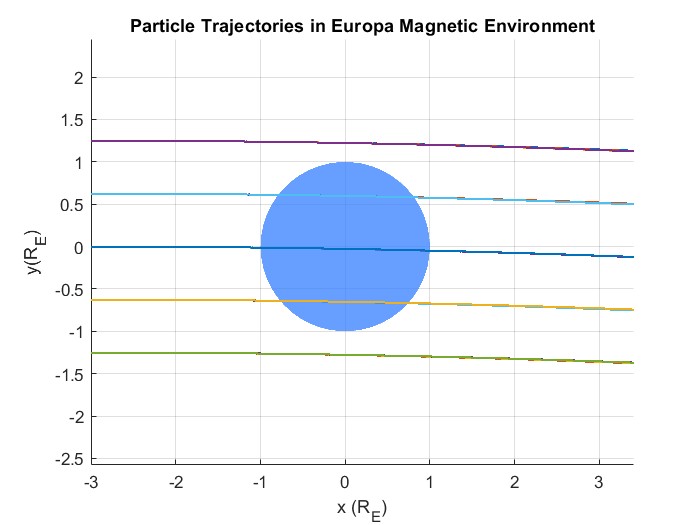 Particle Trajectories in Europa Magnetic Environment
2
1.5
1
0.5
0
-0.5
-1
-1.5
-2
-2.5
y(R_E)
-3 -2 -1 0 1 2 3
x (R_E)